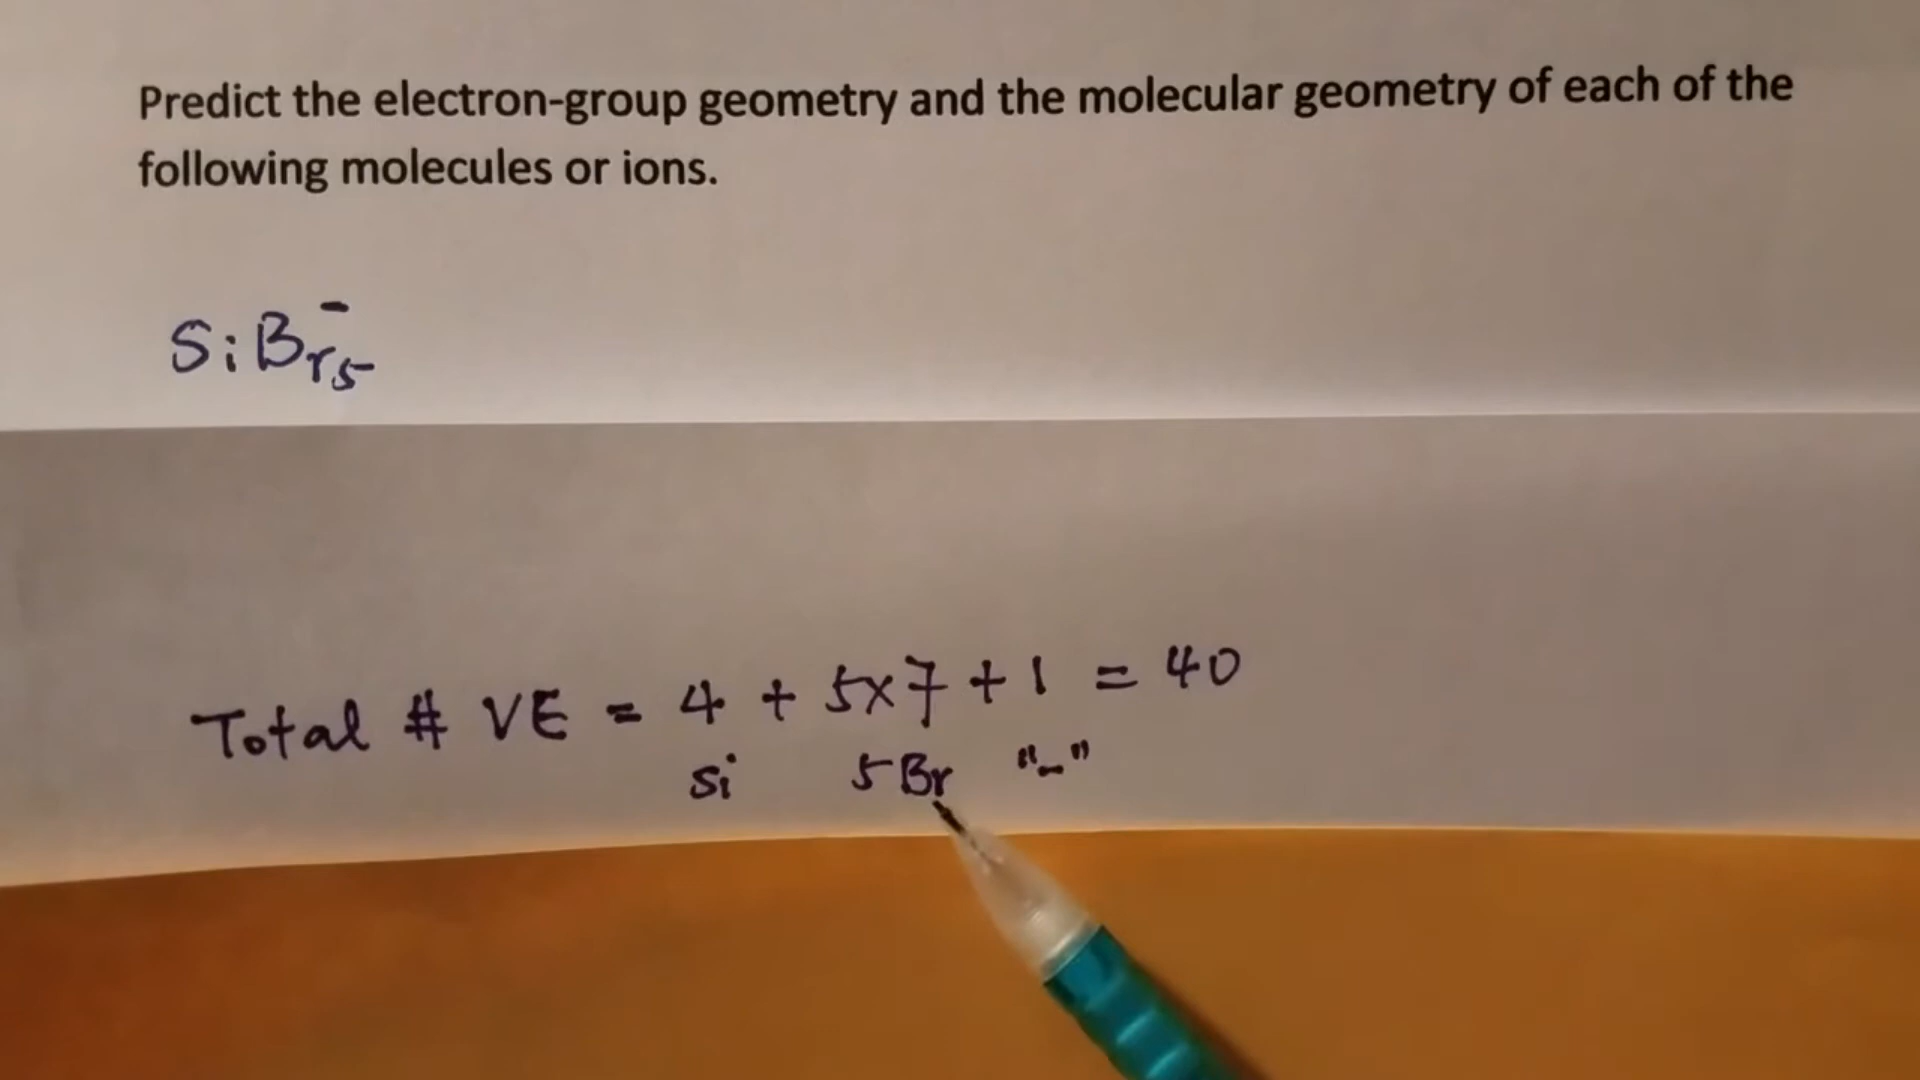 Predict the electron-group geometry and the molecular geometry of each of the
following molecules or ions.
SiBr₅⁻
Total # VE = 4 + 5x7 + 1 = 40
Si 5Br "-"